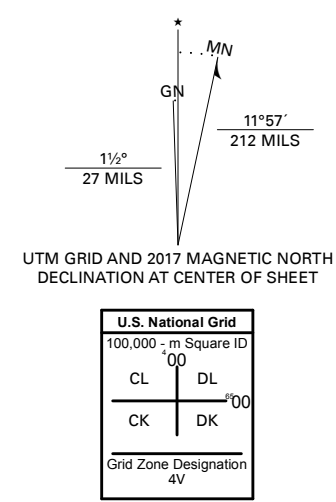 ★
MN
GN
11°57´
212 MILS
1½°
27 MILS
UTM GRID AND 2017 MAGNETIC NORTH
DECLINATION AT CENTER OF SHEET
U.S. National Grid
100,000 - m Square ID
⁴00
CL DL
⁶⁵00
CK DK
Grid Zone Designation
4V